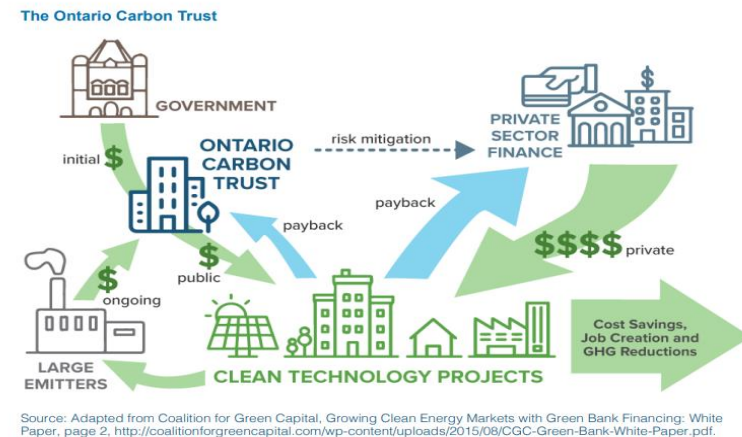 The Ontario Carbon Trust
GOVERNMENT
initial $
ONTARIO
CARBON
TRUST
risk mitigation
$
PRIVATE
SECTOR
FINANCE
payback
payback
$
public
$$$$ private
$
ongoing
LARGE
EMITTERS
CLEAN TECHNOLOGY PROJECTS
Cost Savings,
Job Creation and
GHG Reductions
Source: Adapted from Coalition for Green Capital, Growing Clean Energy Markets with Green Bank Financing: White
Paper, page 2, http://coalitionforgreencapital.com/wp-content/uploads/2015/08/CGC-Green-Bank-White-Paper.pdf.